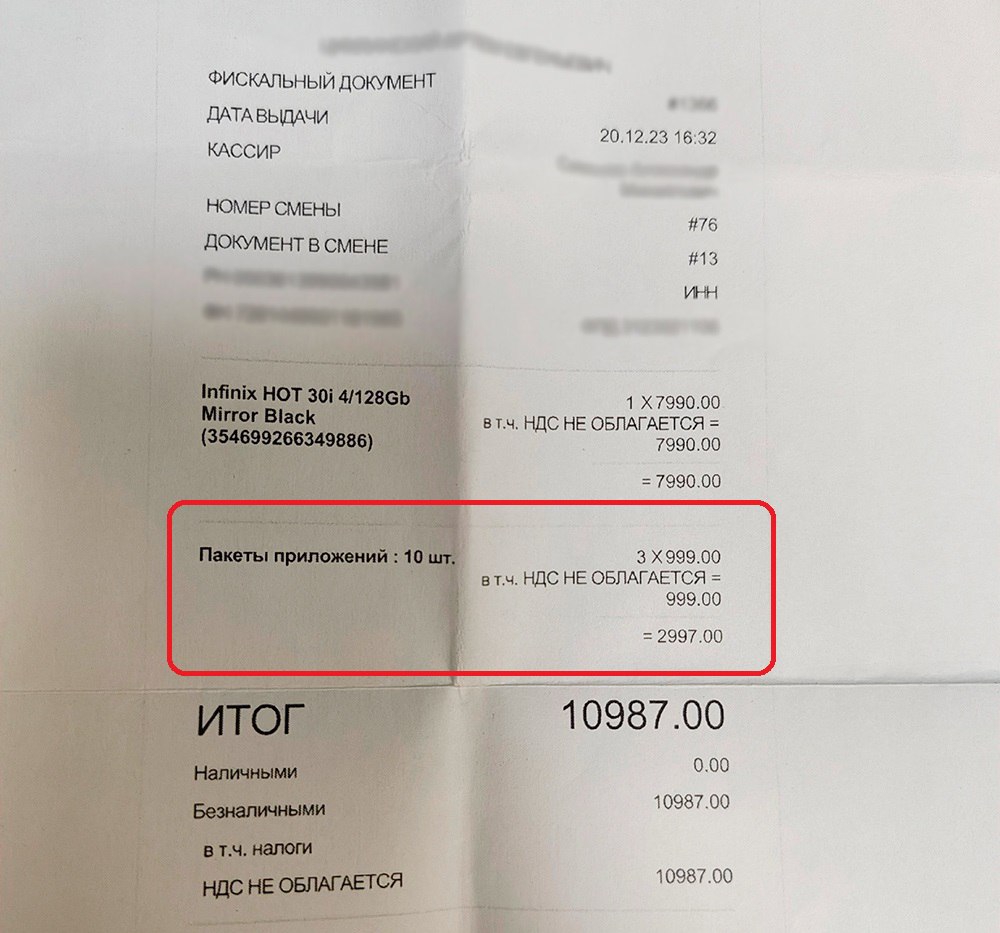 ФИСКАЛЬНЫЙ ДОКУМЕНТ
ДАТА ВЫДАЧИ 20.12.23 16:32
КАССИР
НОМЕР СМЕНЫ #76
ДОКУМЕНТ В СМЕНЕ #13
ИНН
Infinix HOT 30i 4/128Gb 1 X 7990.00
Mirror Black в т.ч. НДС НЕ ОБЛАГАЕТСЯ =
(354699266349886) 7990.00
= 7990.00
Пакеты приложений : 10 шт. 3 X 999.00
в т.ч. НДС НЕ ОБЛАГАЕТСЯ =
999.00
= 2997.00
ИТОГ 10987.00
Наличными 0.00
Безналичными 10987.00
в т.ч. налоги
НДС НЕ ОБЛАГАЕТСЯ 10987.00